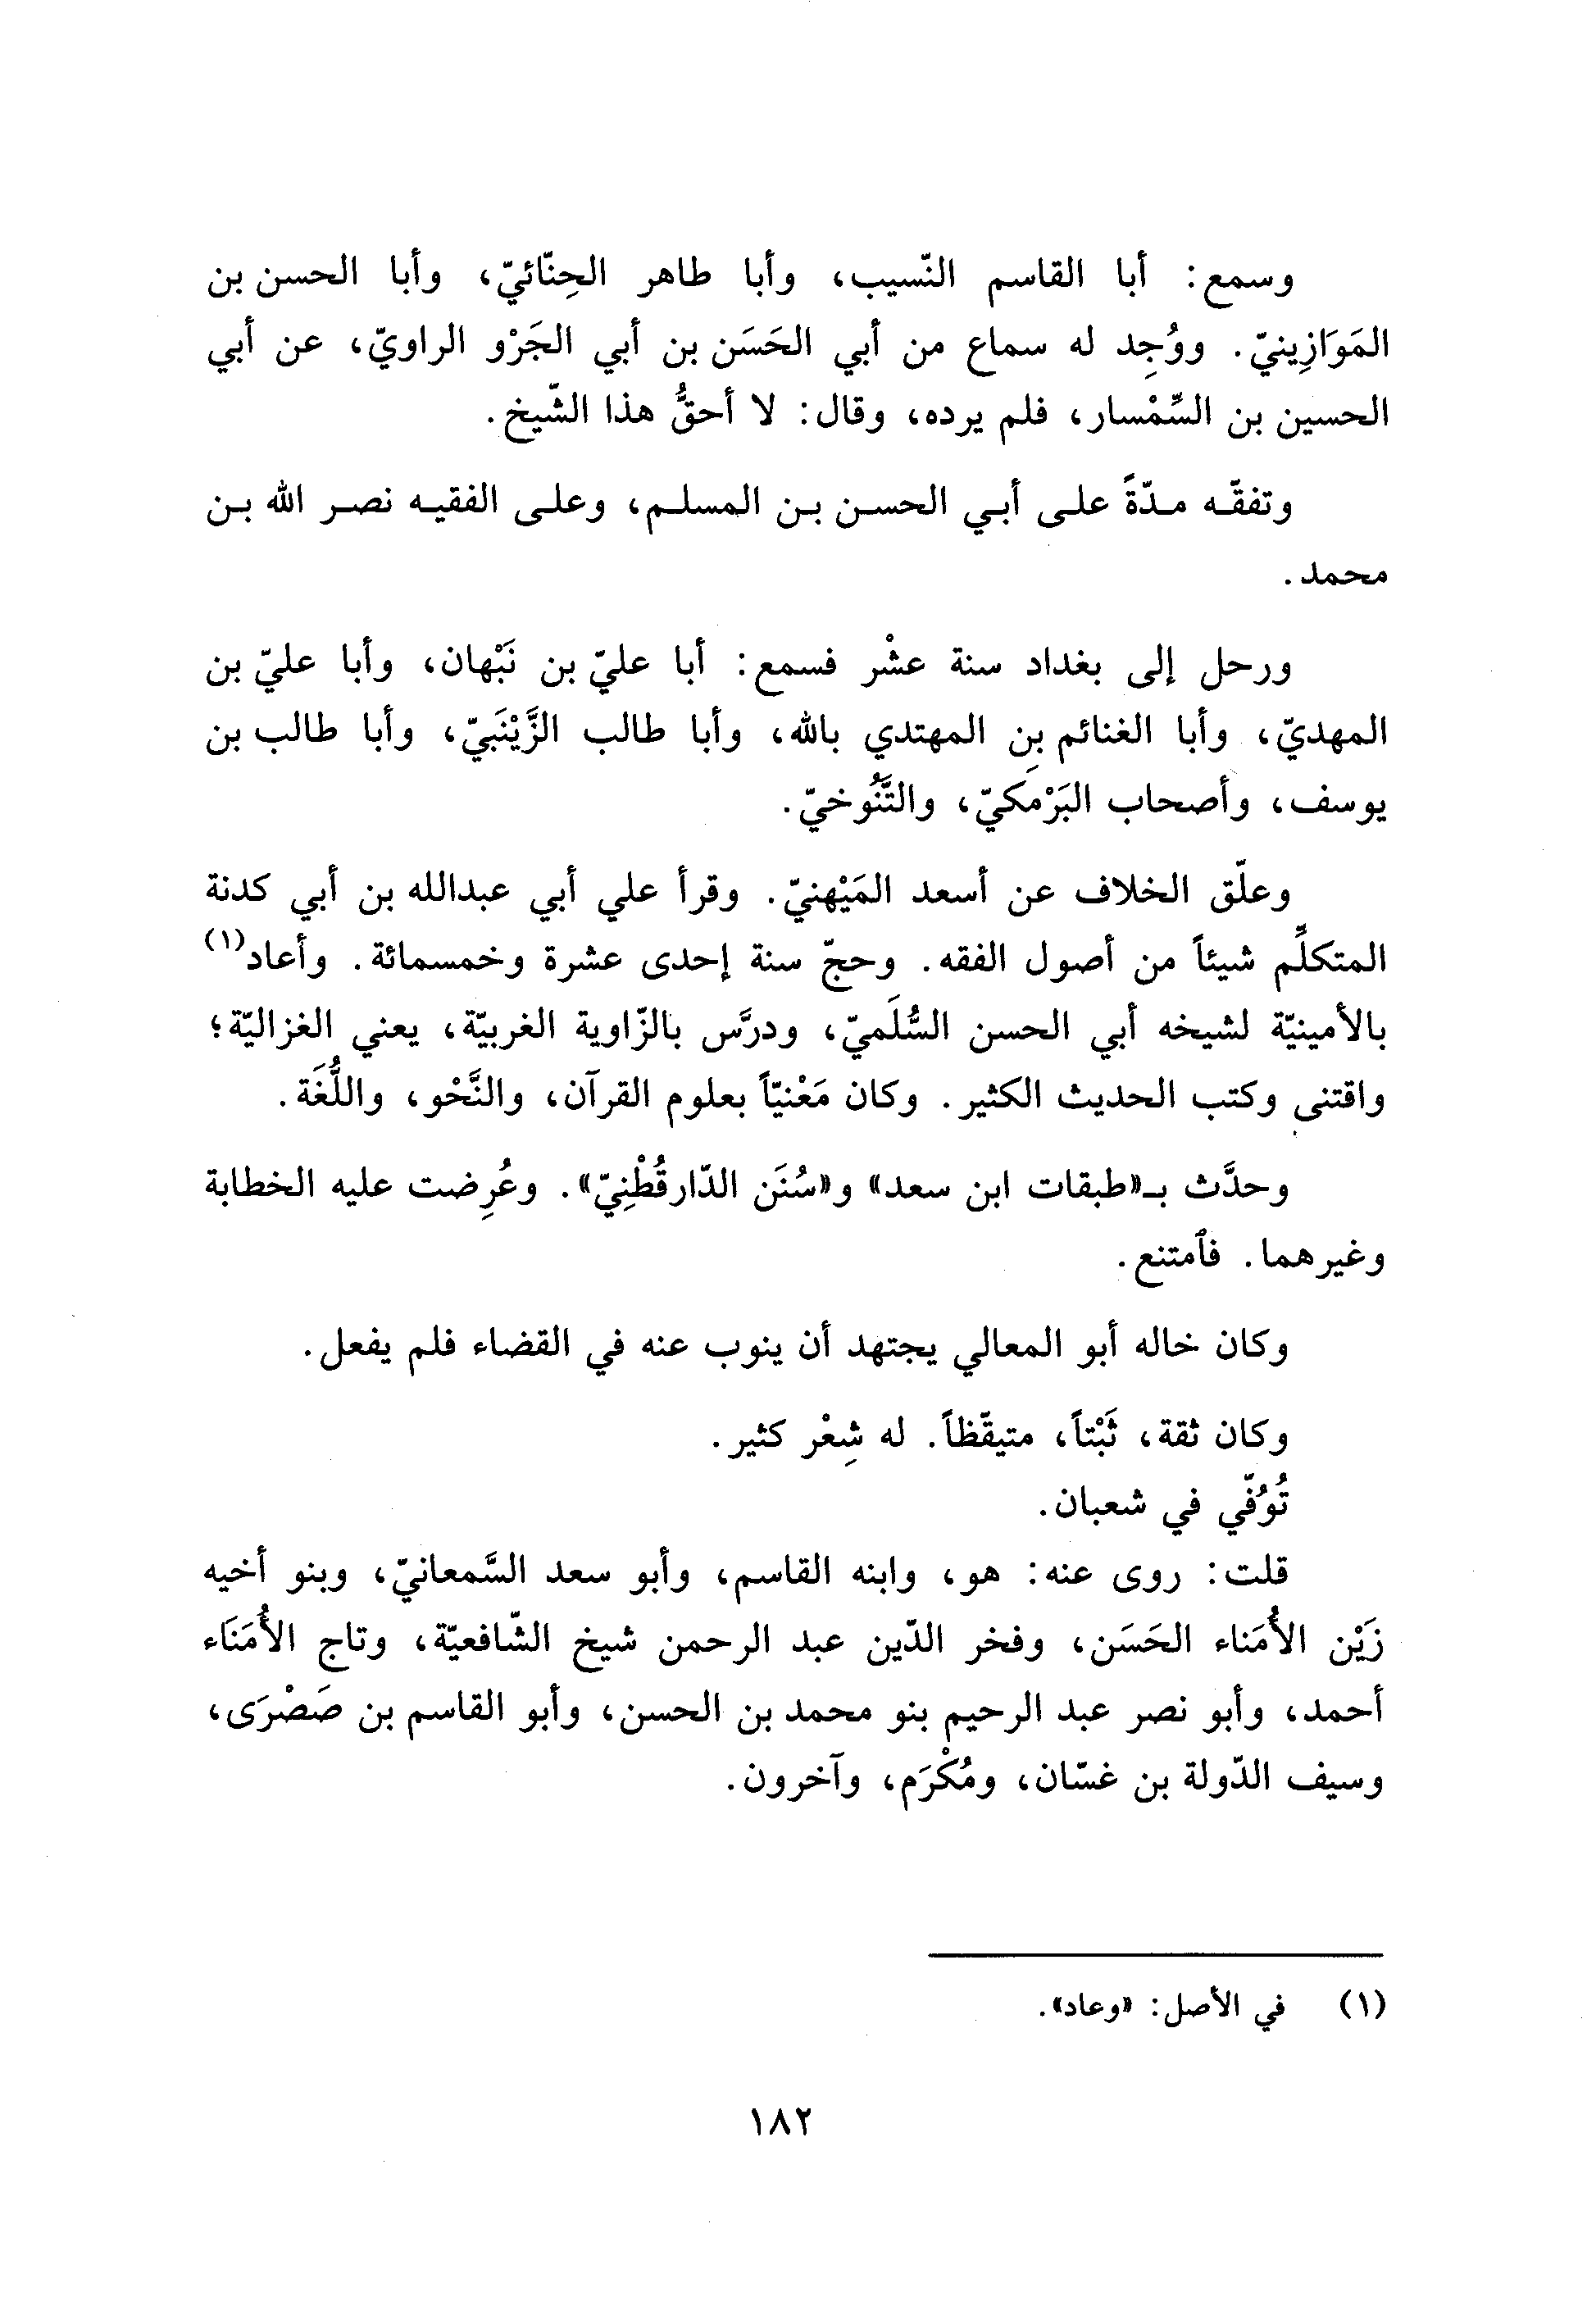 وسمع: أبا القاسم النّسيب، وأبا طاهر الحِنّائيّ، وأبا الحسن بن
المَوَازِينيّ. ووُجِد له سماع من أبي الحَسَن بن أبي الجَرْو الراويّ، عن أبي
الحسين بن السِّمْسار، فلم يرده، وقال: لا أحقُّ هذا الشّيخ.
وتفقّه مدّةً على أبي الحسن بن المسلم، وعلى الفقيه نصر الله بن
محمد.
ورحل إلى بغداد سنة عشْر فسمع: أبا عليّ بن نَبْهان، وأبا عليّ بن
المهديّ، وأبا الغنائم بن المهتدي بالله، وأبا طالب الزَّيْنَبيّ، وأبا طالب بن
يوسف، وأصحاب البَرْمَكيّ، والتَّنُوخيّ.
وعلّق الخلاف عن أسعد المَيْهنيّ. وقرأ علي أبي عبدالله بن أبي كدنة
المتكلِّم شيئاً من أصول الفقه. وحجّ سنة إحدى عشرة وخمسمائة. وأعاد(١)
بالأمينيّة لشيخه أبي الحسن السُّلَميّ، ودرَّس بالزّاوية الغربيّة، يعني الغزاليّة؛
واقتنى وكتب الحديث الكثير. وكان مَعْنيّاً بعلوم القرآن، والنَّحْو، واللُّغَة.
وحدَّث بـ«طبقات ابن سعد» و«سُنَن الدّارقُطْنِيّ». وعُرِضت عليه الخطابة
وغيرهما. فآمتنع.
وكان خاله أبو المعالي يجتهد أن ينوب عنه في القضاء فلم يفعل.
وكان ثقة، ثَبْتاً، متيقّظاً. له شِعْر كثير.
تُوُفّي في شعبان.
قلت: روى عنه: هو، وابنه القاسم، وأبو سعد السَّمعانيّ، وبنو أخيه
زَيْن الأُمَناء الحَسَن، وفخر الدّين عبد الرحمن شيخ الشّافعيّة، وتاج الأُمَنَاء
أحمد، وأبو نصر عبد الرحيم بنو محمد بن الحسن، وأبو القاسم بن صَصْرَى،
وسيف الدّولة بن غسّان، ومُكْرَم، وآخرون.
(١) في الأصل: «وعاد».
١٨٢